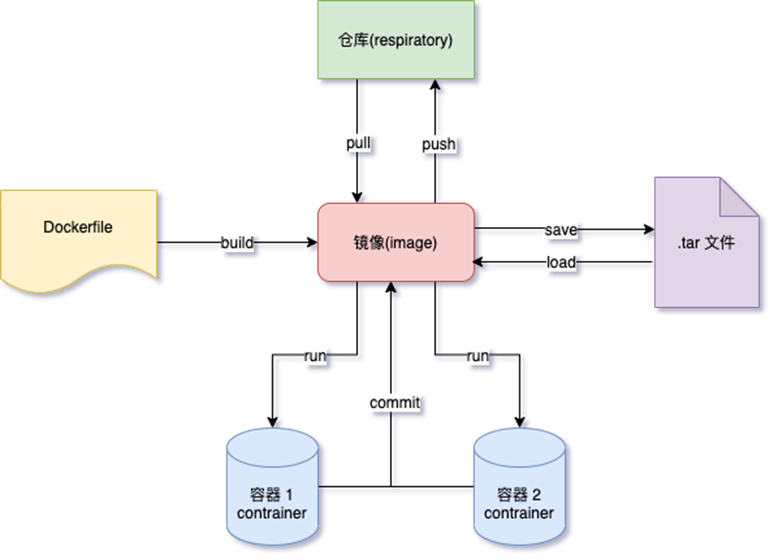 仓库(respiratory)
pull
push
Dockerfile
build
镜像(image)
save
load
.tar 文件
run
run
commit
容器 1
contrainer
容器 2
contrainer